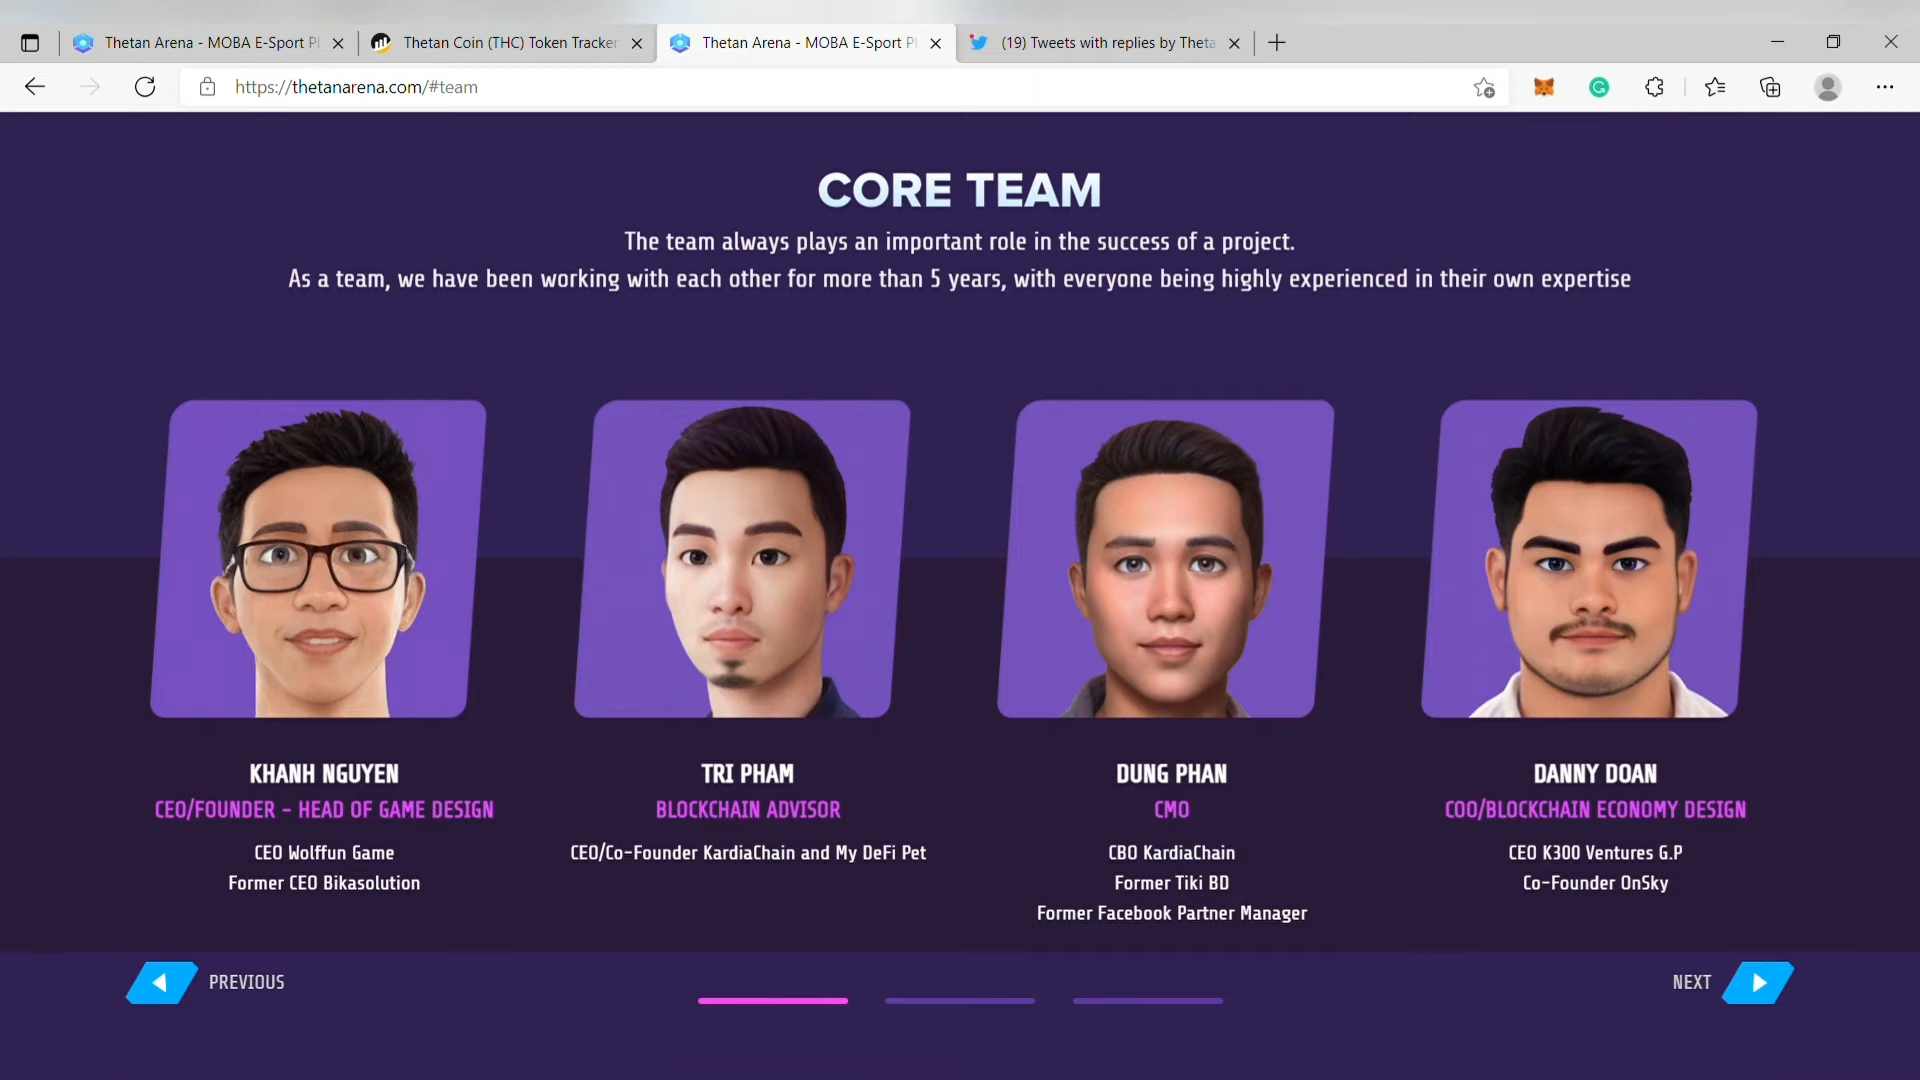 Thetan Arena - MOBA E-Sport Pl
Thetan Coin (THC) Token Tracker
Thetan Arena - MOBA E-Sport Pl
(19) Tweets with replies by Theta
https://thetanarena.com/#team
CORE TEAM
The team always plays an important role in the success of a project.
As a team, we have been working with each other for more than 5 years, with everyone being highly experienced in their own expertise
KHANH NGUYEN
CEO/FOUNDER - HEAD OF GAME DESIGN
CEO Wolffun Game
Former CEO Bikasolution
TRI PHAM
BLOCKCHAIN ADVISOR
CEO/Co-Founder KardiaChain and My DeFi Pet
DUNG PHAN
CMO
CBO KardiaChain
Former Tiki BD
Former Facebook Partner Manager
DANNY DOAN
COO/BLOCKCHAIN ECONOMY DESIGN
CEO K300 Ventures G.P
Co-Founder OnSky
PREVIOUS
NEXT